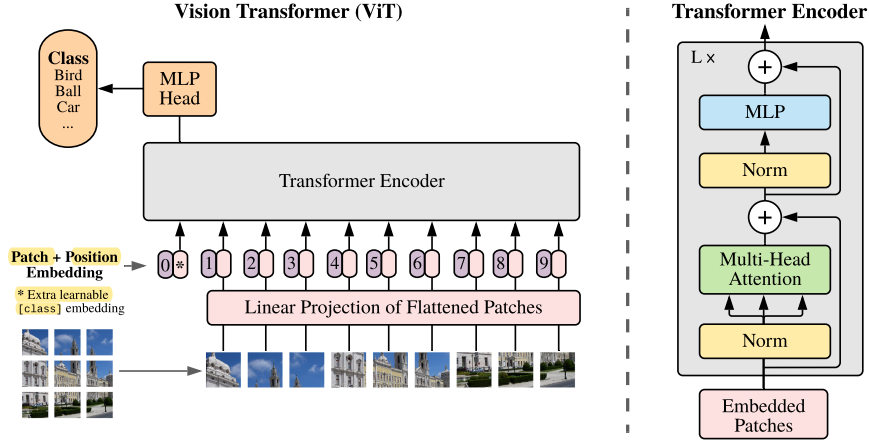 Vision Transformer (ViT)
Class
Bird
Ball
Car
...
MLP
Head
Transformer Encoder
Patch + Position
Embedding
* Extra learnable
[class] embedding
0 * 1 2 3 4 5 6 7 8 9
Linear Projection of Flattened Patches
Transformer Encoder
L ×
+
MLP
Norm
+
Multi-Head
Attention
Norm
Embedded
Patches